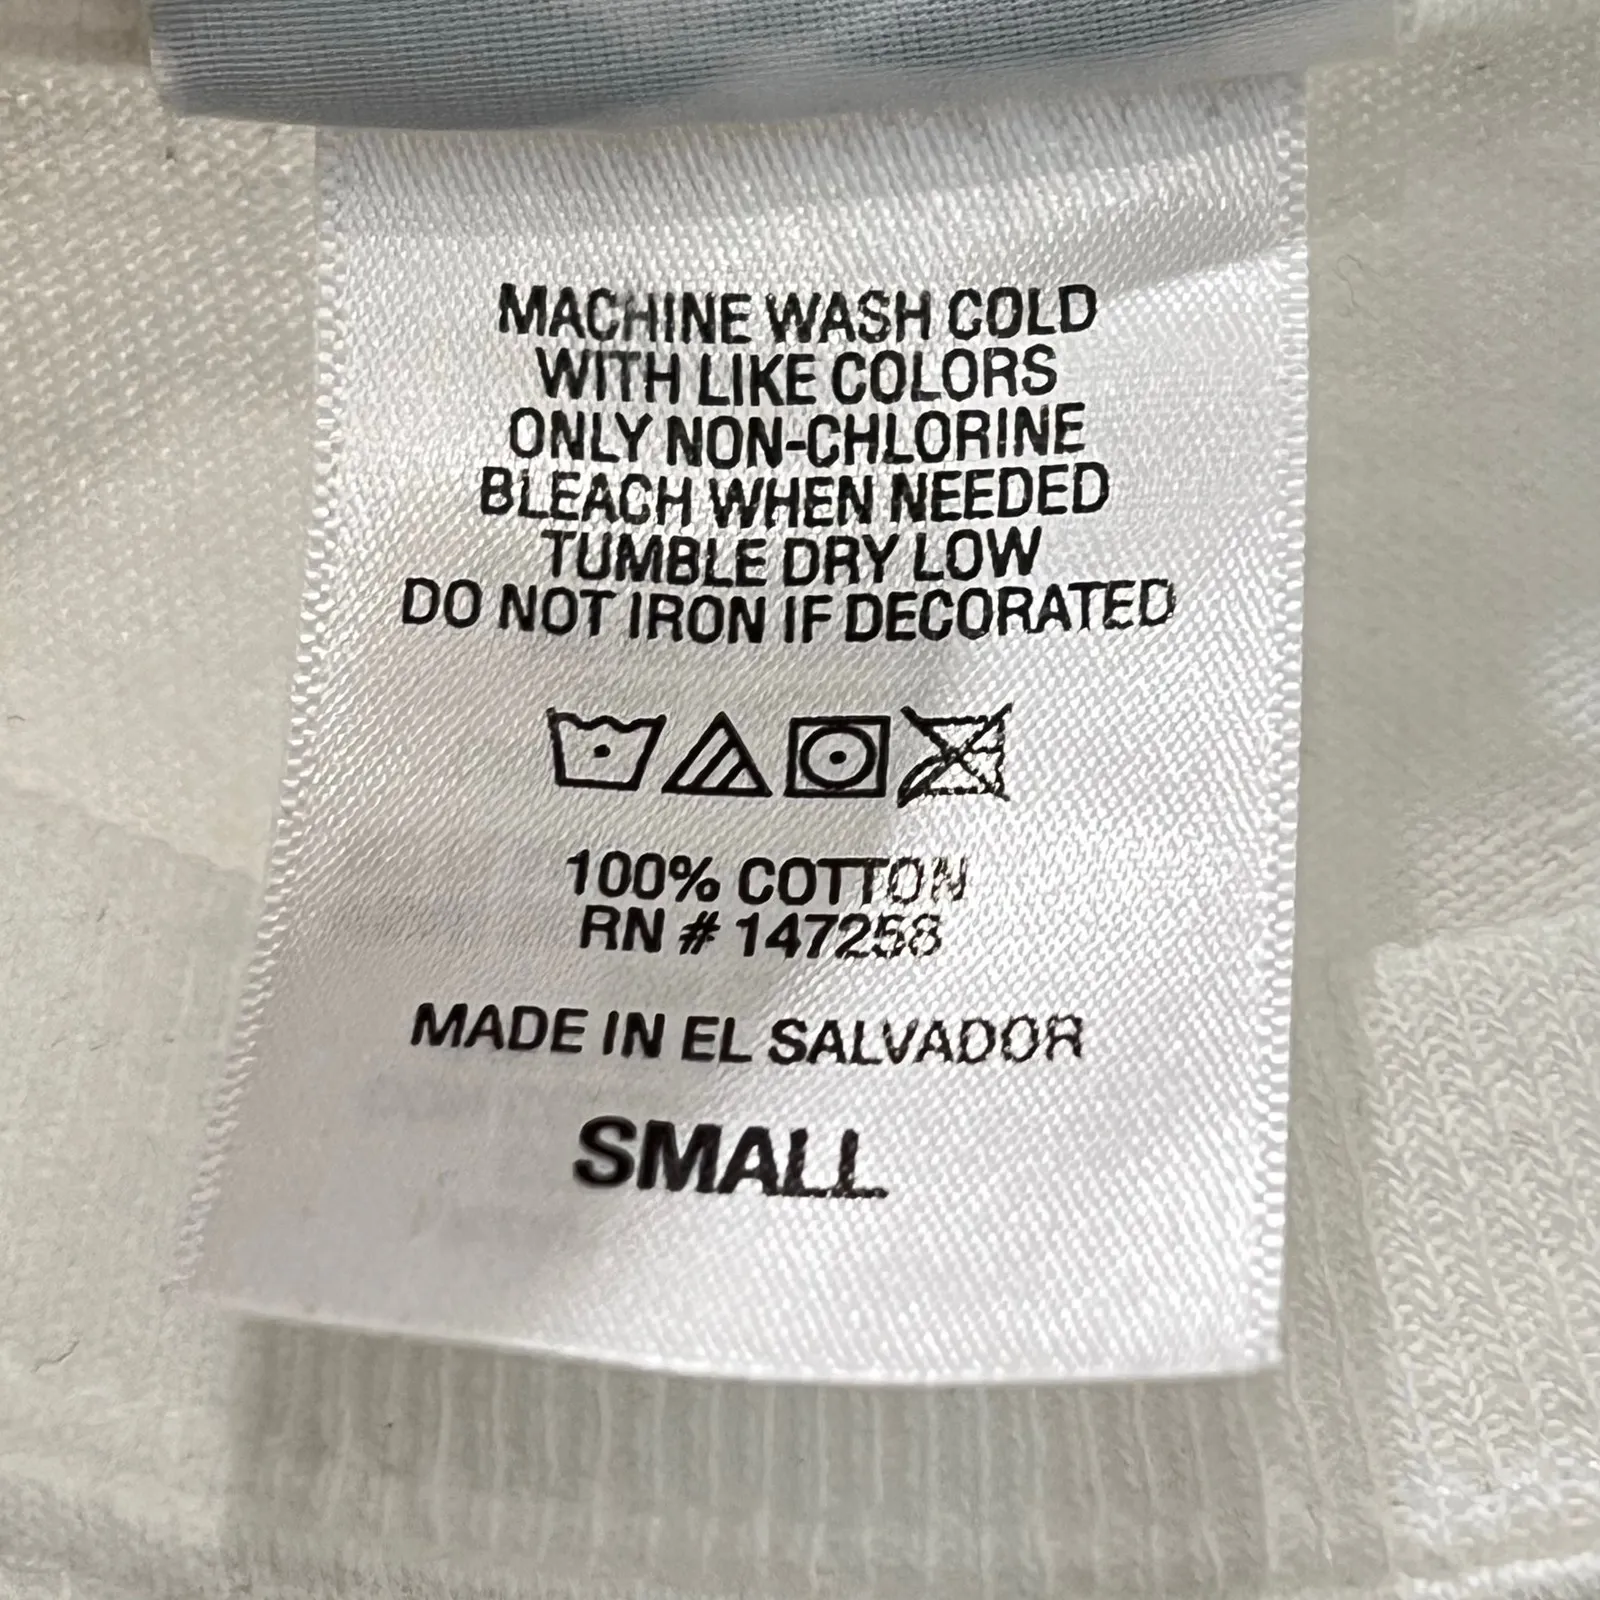 MACHINE WASH COLD
WITH LIKE COLORS
ONLY NON-CHLORINE
BLEACH WHEN NEEDED
TUMBLE DRY LOW
DO NOT IRON IF DECORATED
100% COTTON
RN # 147258
MADE IN EL SALVADOR
SMALL